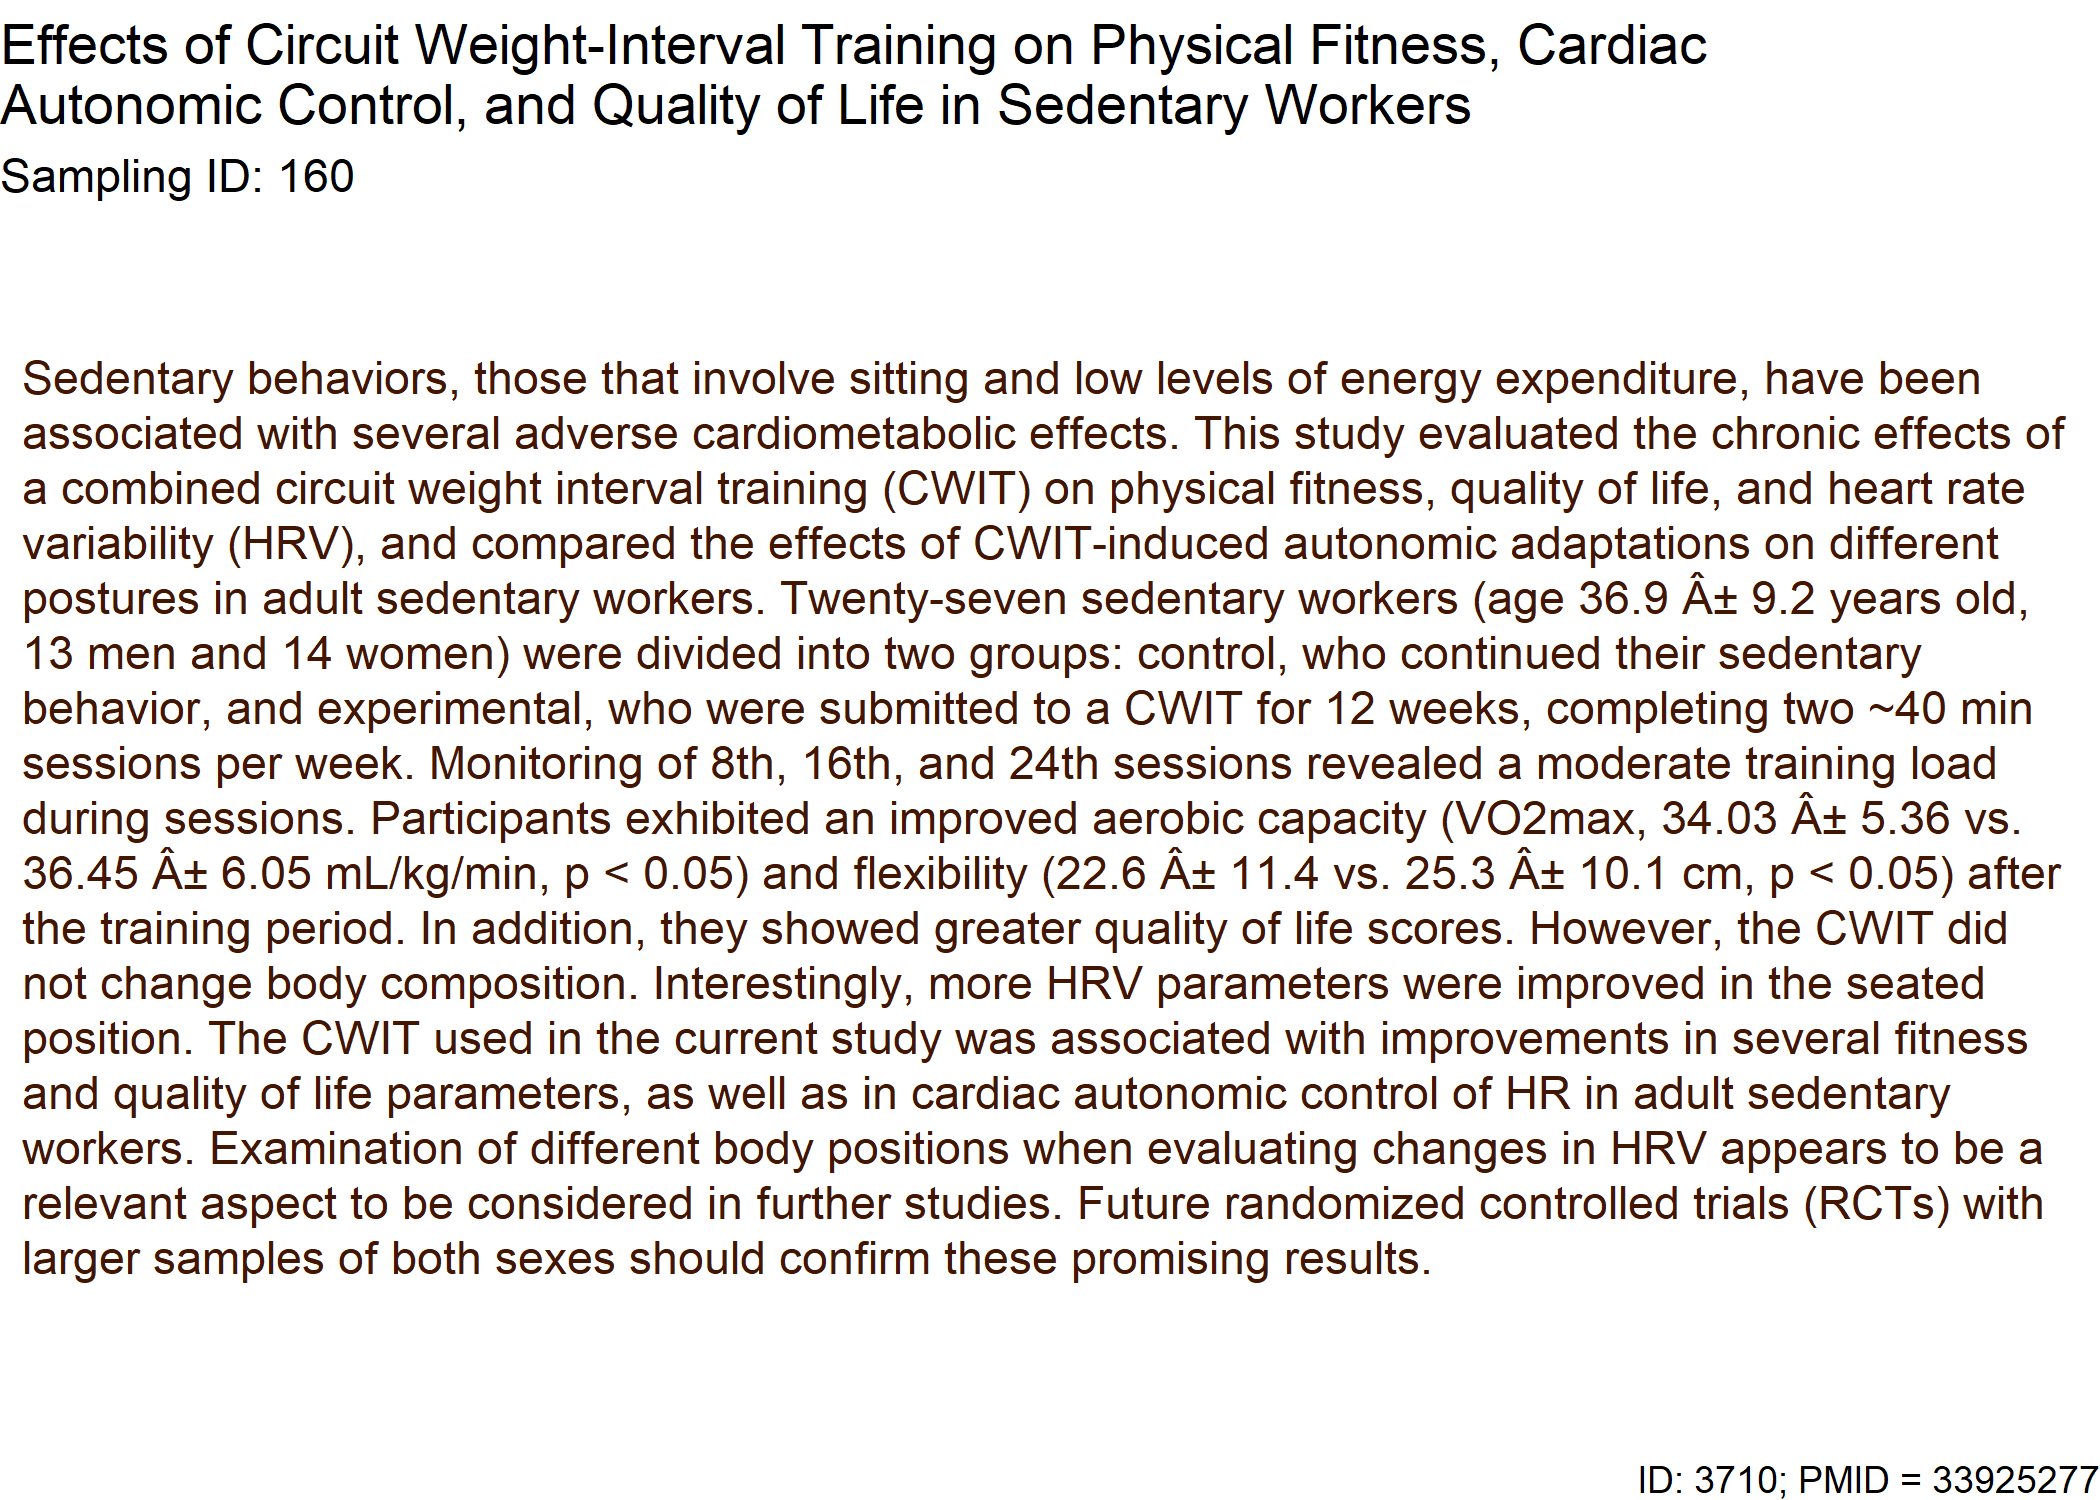 Effects of Circuit Weight-Interval Training on Physical Fitness, Cardiac
Autonomic Control, and Quality of Life in Sedentary Workers
Sampling ID: 160
Sedentary behaviors, those that involve sitting and low levels of energy expenditure, have been
associated with several adverse cardiometabolic effects. This study evaluated the chronic effects of
a combined circuit weight interval training (CWIT) on physical fitness, quality of life, and heart rate
variability (HRV), and compared the effects of CWIT-induced autonomic adaptations on different
postures in adult sedentary workers. Twenty-seven sedentary workers (age 36.9 Â± 9.2 years old,
13 men and 14 women) were divided into two groups: control, who continued their sedentary
behavior, and experimental, who were submitted to a CWIT for 12 weeks, completing two ~40 min
sessions per week. Monitoring of 8th, 16th, and 24th sessions revealed a moderate training load
during sessions. Participants exhibited an improved aerobic capacity (VO2max, 34.03 Â± 5.36 vs.
36.45 Â± 6.05 mL/kg/min, p < 0.05) and flexibility (22.6 Â± 11.4 vs. 25.3 Â± 10.1 cm, p < 0.05) after
the training period. In addition, they showed greater quality of life scores. However, the CWIT did
not change body composition. Interestingly, more HRV parameters were improved in the seated
position. The CWIT used in the current study was associated with improvements in several fitness
and quality of life parameters, as well as in cardiac autonomic control of HR in adult sedentary
workers. Examination of different body positions when evaluating changes in HRV appears to be a
relevant aspect to be considered in further studies. Future randomized controlled trials (RCTs) with
larger samples of both sexes should confirm these promising results.
ID: 3710; PMID = 33925277